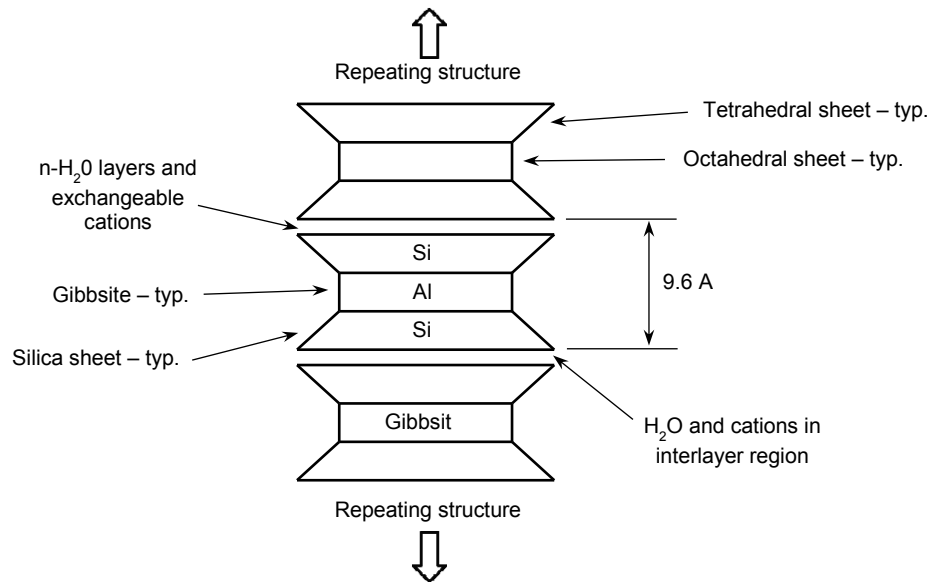 Repeating structure
Tetrahedral sheet – typ.
Octahedral sheet – typ.
n-H₂0 layers and
exchangeable
cations
Si
Gibbsite – typ.
Al
9.6 A
Si
Silica sheet – typ.
Gibbsit
H₂O and cations in
interlayer region
Repeating structure